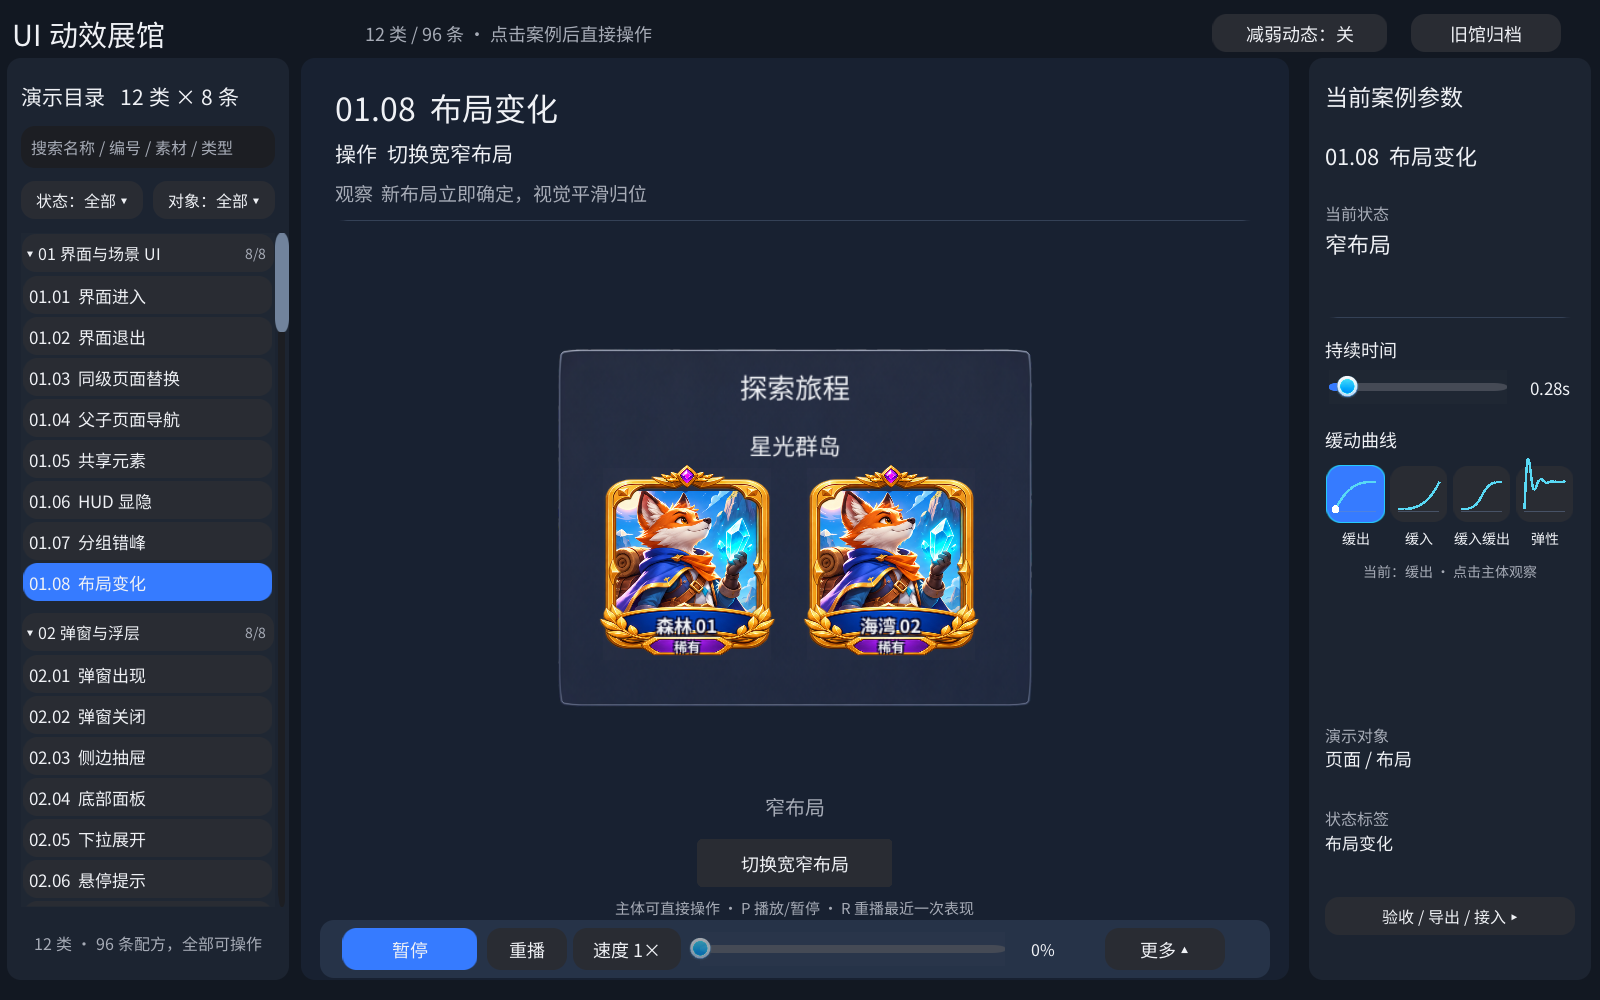 UI 动效展馆
12 类 / 96 条 · 点击案例后直接操作
减弱动态：关
旧馆归档
演示目录 12 类 × 8 条
搜索名称 / 编号 / 素材 / 类型
状态：全部 ▾
对象：全部 ▾
▾ 01 界面与场景 UI 8/8
01.01 界面进入
01.02 界面退出
01.03 同级页面替换
01.04 父子页面导航
01.05 共享元素
01.06 HUD 显隐
01.07 分组错峰
01.08 布局变化
▾ 02 弹窗与浮层 8/8
02.01 弹窗出现
02.02 弹窗关闭
02.03 侧边抽屉
02.04 底部面板
02.05 下拉展开
02.06 悬停提示
12 类 · 96 条配方，全部可操作
01.08 布局变化
操作 切换宽窄布局
观察 新布局立即确定，视觉平滑归位
探索旅程
星光群岛
森林.01
稀有
海湾.02
稀有
窄布局
切换宽窄布局
主体可直接操作 · P 播放/暂停 · R 重播最近一次表现
暂停
重播
速度 1×
0%
更多 ▴
当前案例参数
01.08 布局变化
当前状态
窄布局
持续时间
0.28s
缓动曲线
缓出
缓入
缓入缓出
弹性
当前：缓出 · 点击主体观察
演示对象
页面 / 布局
状态标签
布局变化
验收 / 导出 / 接入 ▸